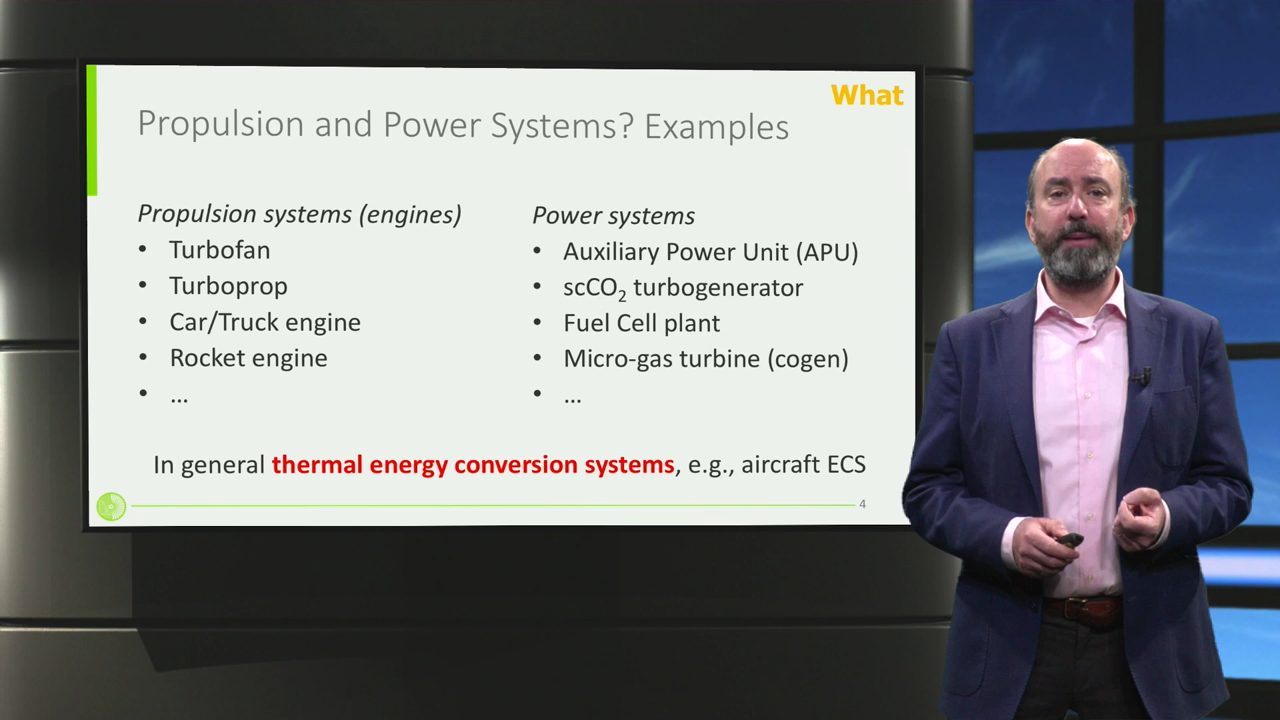 What
Propulsion and Power Systems? Examples
Propulsion systems (engines)
• Turbofan
• Turboprop
• Car/Truck engine
• Rocket engine
• ...
Power systems
• Auxiliary Power Unit (APU)
• scCO₂ turbogenerator
• Fuel Cell plant
• Micro-gas turbine (cogen)
• ...
In general thermal energy conversion systems, e.g., aircraft ECS
4